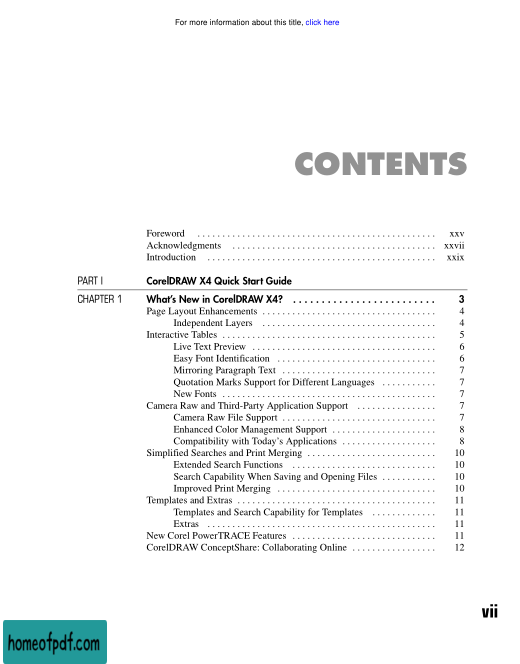 For more information about this title, click here
CONTENTS
Foreword . . . . . . . . . . . . . . . . . . . . . . . . . . . . . . . . . . . . . . . . . . . . . . . . xxv
Acknowledgments . . . . . . . . . . . . . . . . . . . . . . . . . . . . . . . . . . . . . . . . . xxvii
Introduction . . . . . . . . . . . . . . . . . . . . . . . . . . . . . . . . . . . . . . . . . . . . . . xxix
PART I CorelDRAW X4 Quick Start Guide
CHAPTER 1 What's New in CorelDRAW X4? . . . . . . . . . . . . . . . . . . . . . . . . . 3
Page Layout Enhancements . . . . . . . . . . . . . . . . . . . . . . . . . . . . . . . . . . . 4
Independent Layers . . . . . . . . . . . . . . . . . . . . . . . . . . . . . . . . . . . 4
Interactive Tables . . . . . . . . . . . . . . . . . . . . . . . . . . . . . . . . . . . . . . . . . . . 5
Live Text Preview . . . . . . . . . . . . . . . . . . . . . . . . . . . . . . . . . . . . . 6
Easy Font Identification . . . . . . . . . . . . . . . . . . . . . . . . . . . . . . . . 6
Mirroring Paragraph Text . . . . . . . . . . . . . . . . . . . . . . . . . . . . . . . 7
Quotation Marks Support for Different Languages . . . . . . . . . . . 7
New Fonts . . . . . . . . . . . . . . . . . . . . . . . . . . . . . . . . . . . . . . . . . . . 7
Camera Raw and Third-Party Application Support . . . . . . . . . . . . . . . . 7
Camera Raw File Support . . . . . . . . . . . . . . . . . . . . . . . . . . . . . . . 7
Enhanced Color Management Support . . . . . . . . . . . . . . . . . . . . . 8
Compatibility with Today's Applications . . . . . . . . . . . . . . . . . . . 8
Simplified Searches and Print Merging . . . . . . . . . . . . . . . . . . . . . . . . . . 10
Extended Search Functions . . . . . . . . . . . . . . . . . . . . . . . . . . . . . 10
Search Capability When Saving and Opening Files . . . . . . . . . . . 10
Improved Print Merging . . . . . . . . . . . . . . . . . . . . . . . . . . . . . . . . 10
Templates and Extras . . . . . . . . . . . . . . . . . . . . . . . . . . . . . . . . . . . . . . . . 11
Templates and Search Capability for Templates . . . . . . . . . . . . . 11
Extras . . . . . . . . . . . . . . . . . . . . . . . . . . . . . . . . . . . . . . . . . . . . . . 11
New Corel PowerTRACE Features . . . . . . . . . . . . . . . . . . . . . . . . . . . . . 11
CorelDRAW ConceptShare: Collaborating Online . . . . . . . . . . . . . . . . . 12
vii
homeofpdf.com